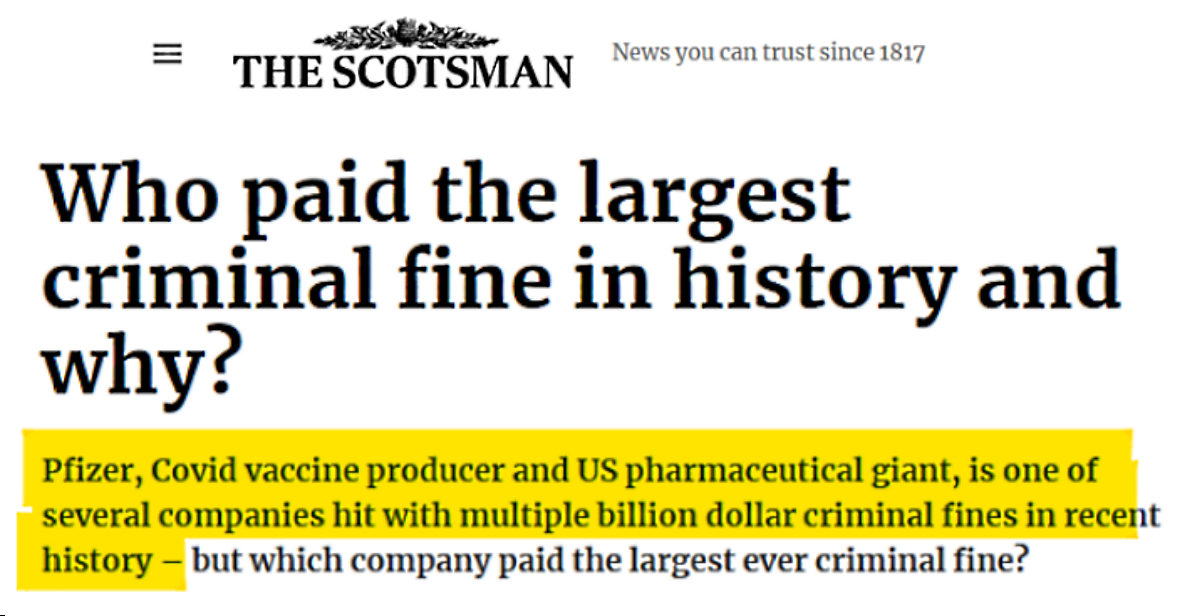 THE SCOTSMAN
News you can trust since 1817
Who paid the largest
criminal fine in history and
why?
Pfizer, Covid vaccine producer and US pharmaceutical giant, is one of
several companies hit with multiple billion dollar criminal fines in recent
history – but which company paid the largest ever criminal fine?